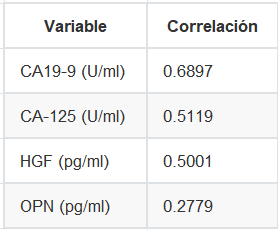 Variable Correlación
CA19-9 (U/ml) 0.6897
CA-125 (U/ml) 0.5119
HGF (pg/ml) 0.5001
OPN (pg/ml) 0.2779